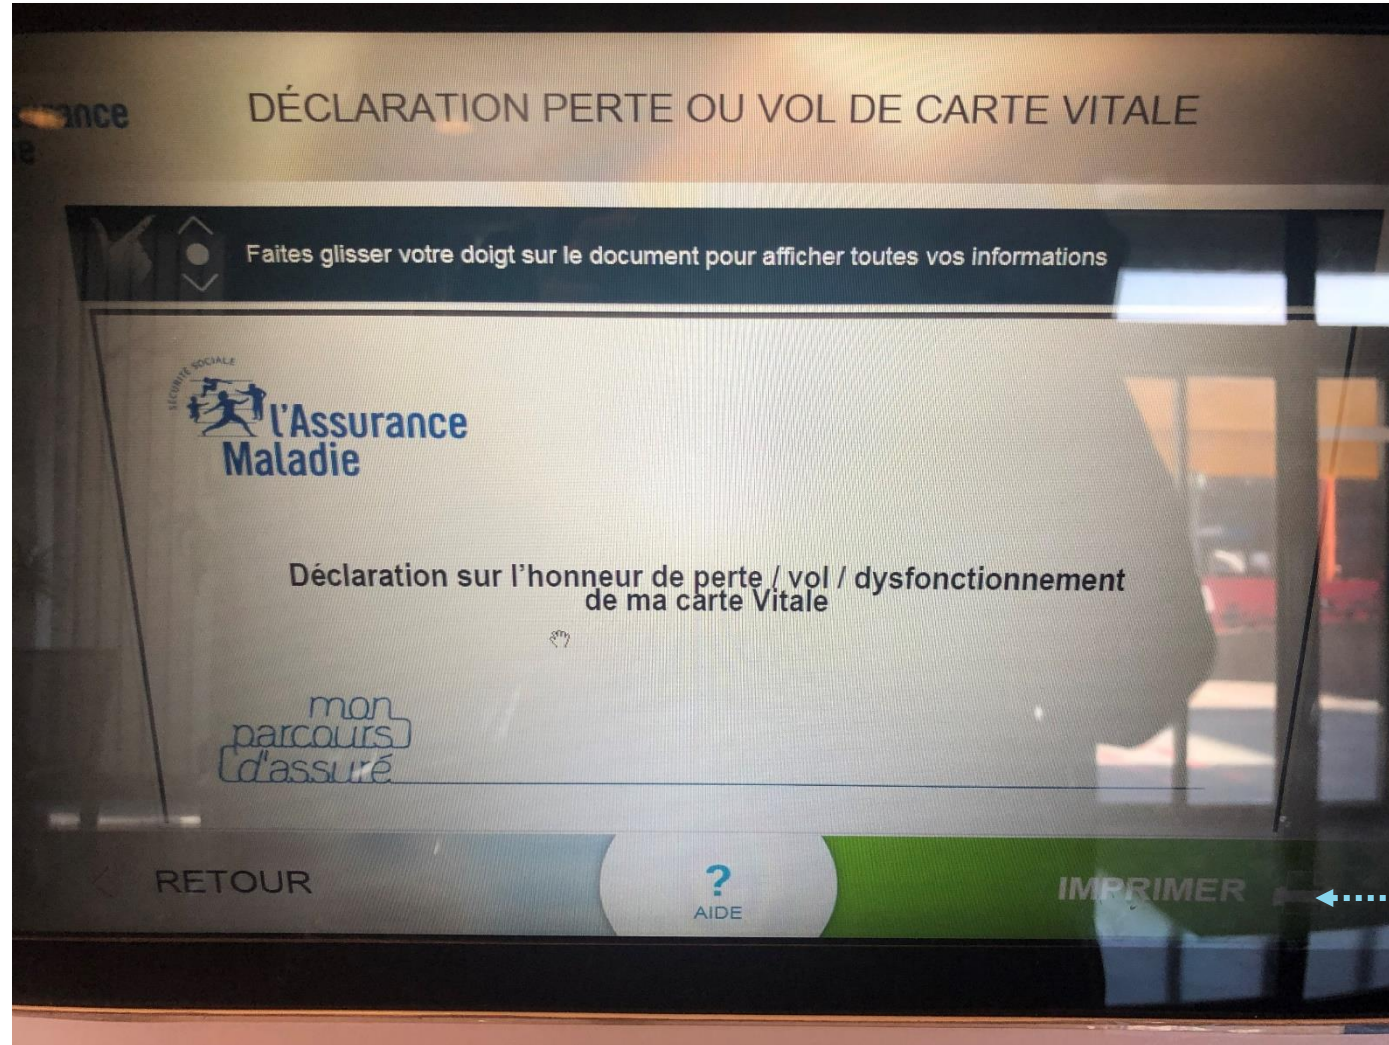 DÉCLARATION PERTE OU VOL DE CARTE VITALE
Faites glisser votre doigt sur le document pour afficher toutes vos informations
SÉCURITÉ SOCIALE
l'Assurance
Maladie
Déclaration sur l'honneur de perte / vol / dysfonctionnement
de ma carte Vitale
mon
parcours
d'assuré
RETOUR
?
AIDE
IMPRIMER